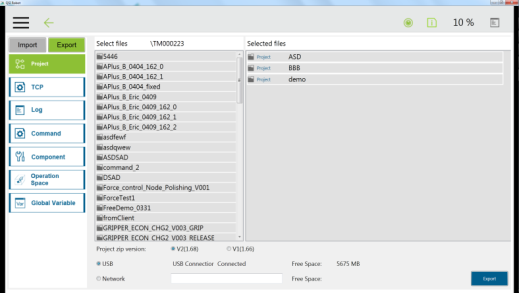 10 %
Import Export Select files \TM000223 Selected files
Project
TCP
Log
Command
Component
Operation
Space
Global Variable
Var
5446
APlus_B_0404_162_0
APlus_B_0404_162_1
APlus_B_0404_fixed
APlus_B_Eric_0409
APlus_B_Eric_0409_162_0
APlus_B_Eric_0409_162_1
APlus_B_Eric_0409_162_2
asdfewf
asdqwew
ASDSAD
command_2
DSAD
Force_control_Node_Polishing_V001
ForceTest1
FreeDemo_0331
fromClient
GRIPPER_ECON_CHG2_V003_GRIP
GRIPPER_ECON_CHG2_V003_RELEASE
Project ASD
Project BBB
Project demo
Project zip version: V2(1.68) V1(1.66)
USB USB Connection Connected Free Space: 5675 MB
Network Free Space:
Export